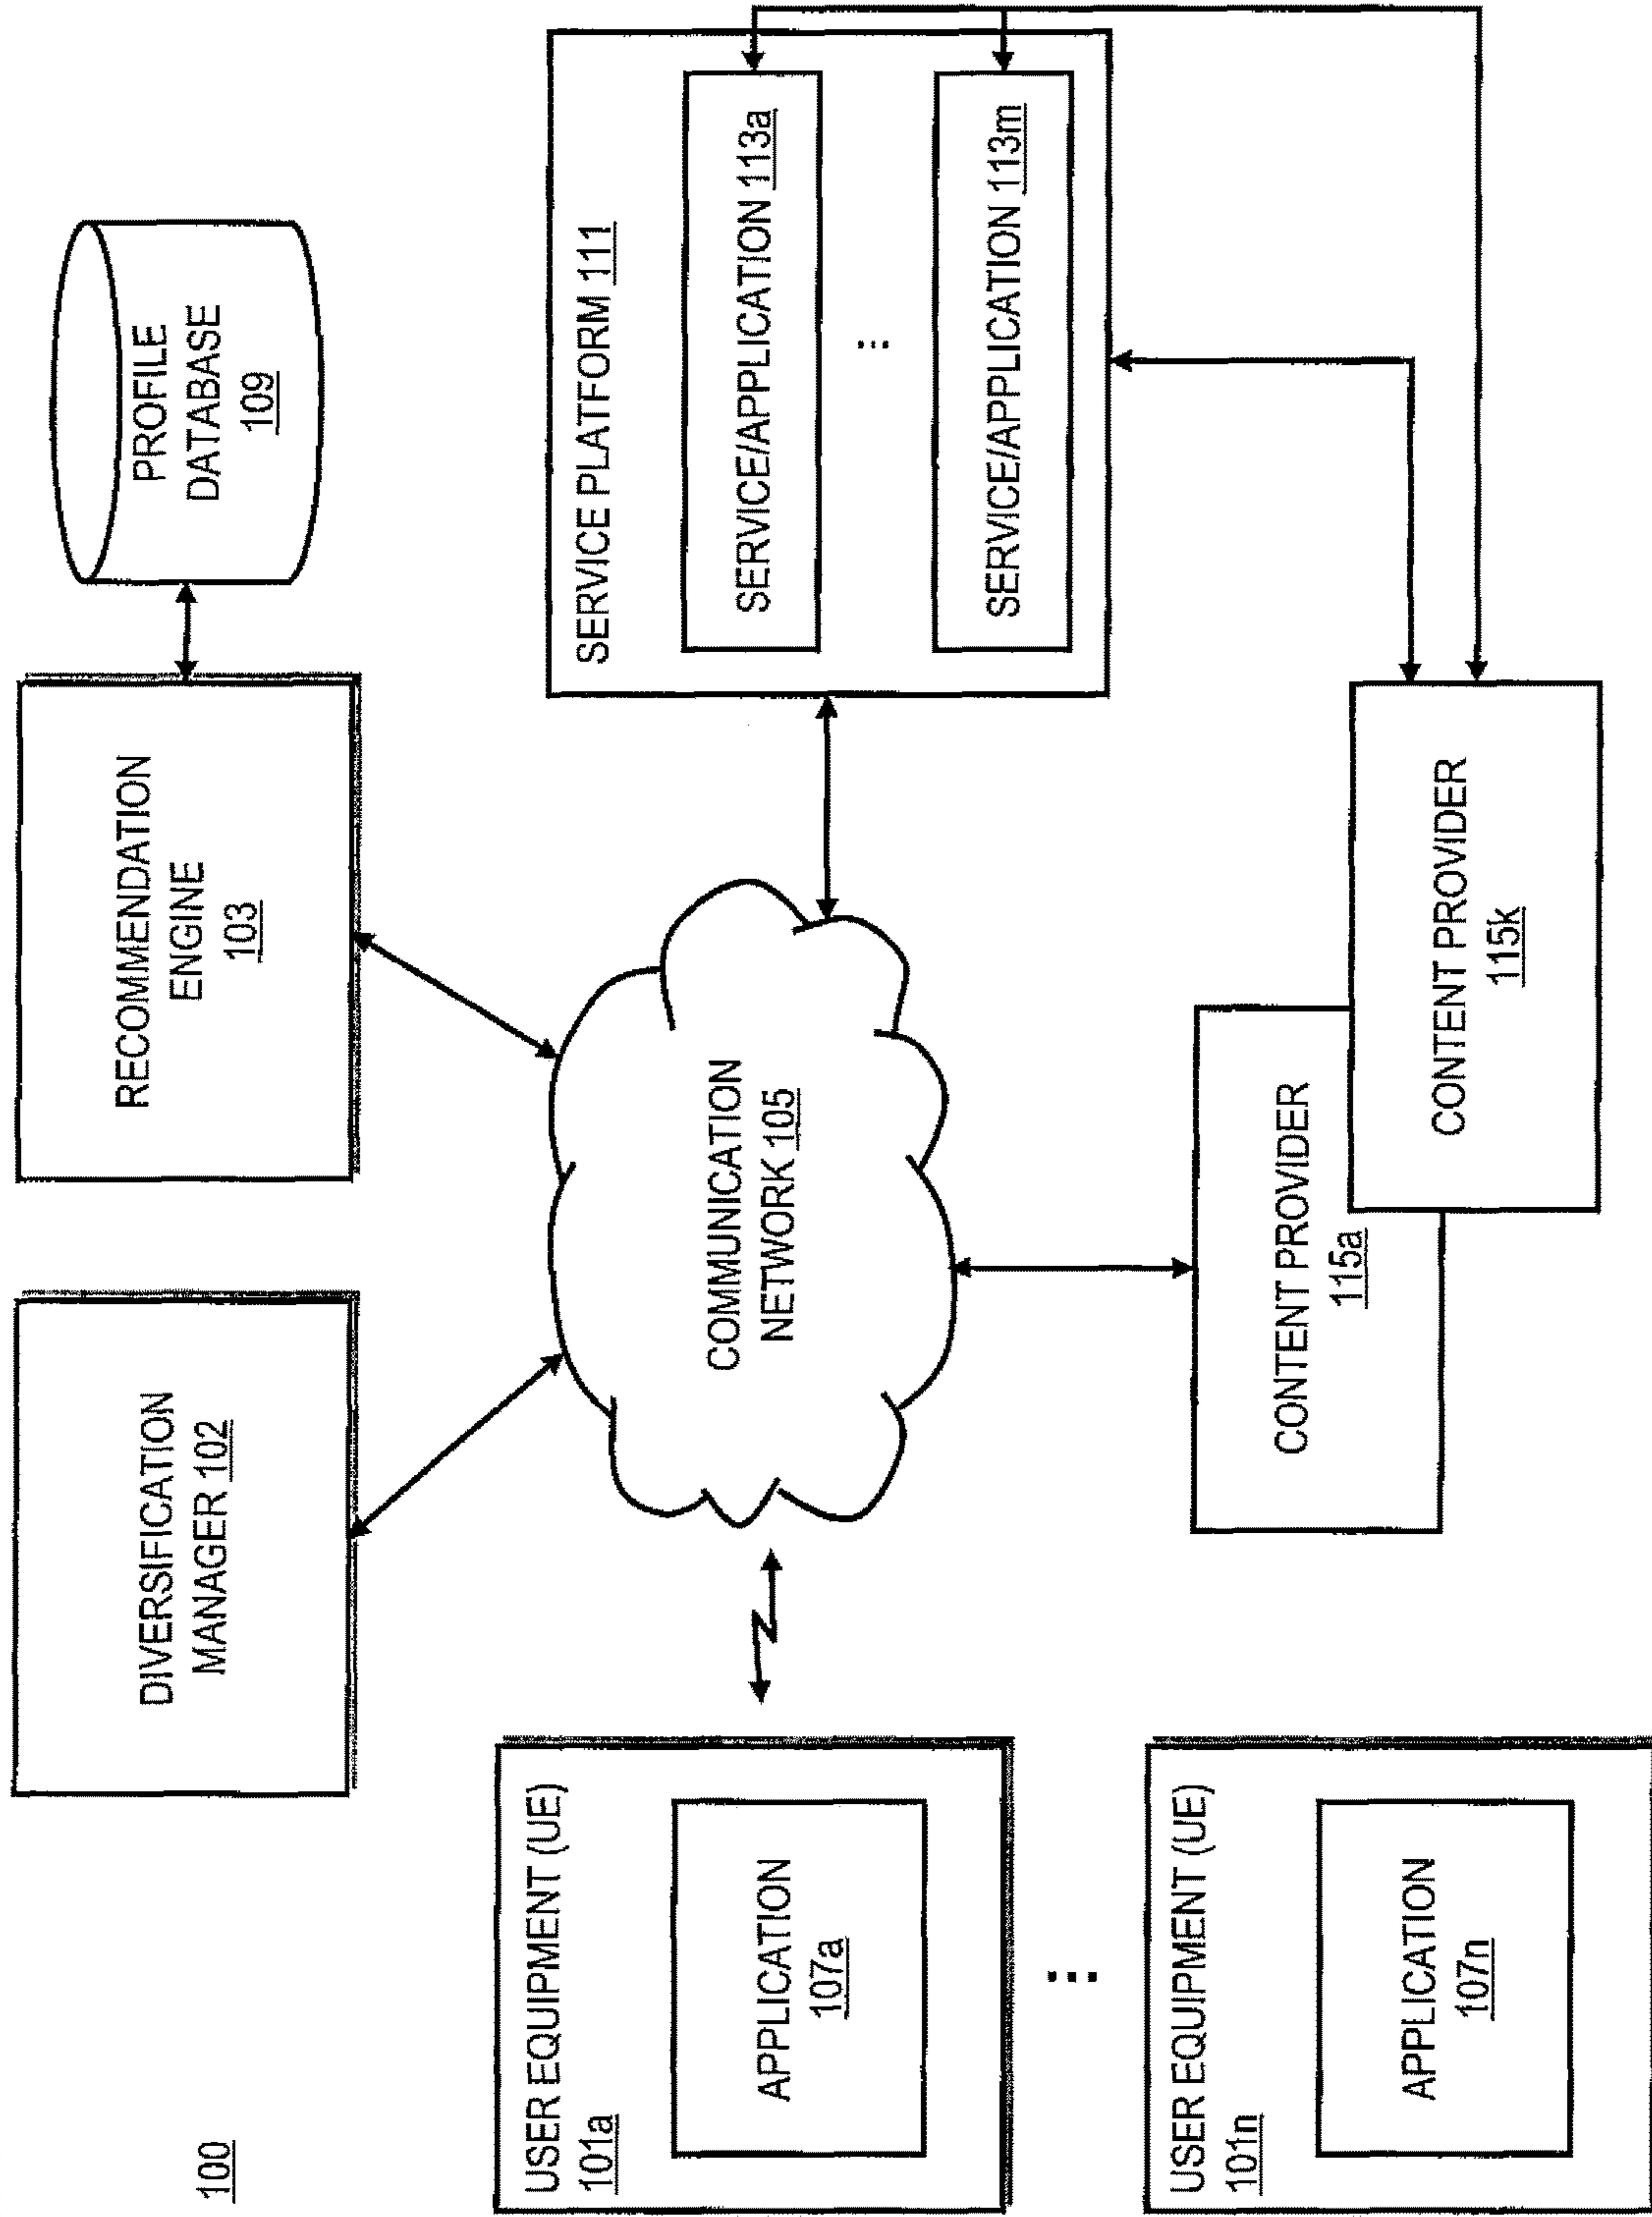 100
DIVERSIFICATION
MANAGER 102
RECOMMENDATION
ENGINE
103
PROFILE
DATABASE
109
USER EQUIPMENT (UE)
101a
APPLICATION
107a
...
USER EQUIPMENT (UE)
101n
APPLICATION
107n
COMMUNICATION
NETWORK 105
SERVICE PLATFORM 111
SERVICE/APPLICATION 113a
...
SERVICE/APPLICATION 113m
CONTENT PROVIDER
115a
CONTENT PROVIDER
115k